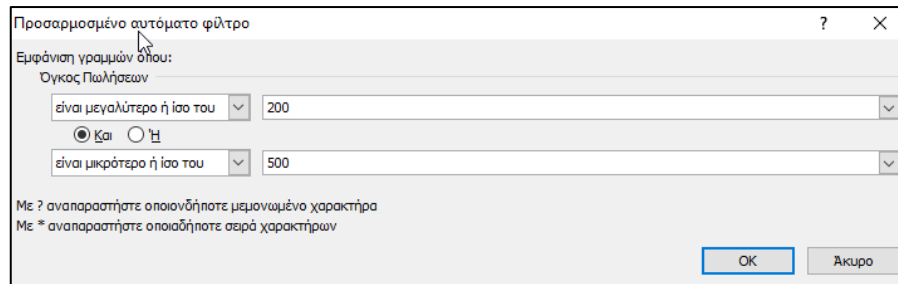 Προσαρμοσμένο αυτόματο φίλτρο ?
Εμφάνιση γραμμών όπου:
Όγκος Πωλήσεων
είναι μεγαλύτερο ή ίσο του 200
Και Ή
είναι μικρότερο ή ίσο του 500
Με ? αναπαραστήστε οποιονδήποτε μεμονωμένο χαρακτήρα
Με * αναπαραστήστε οποιαδήποτε σειρά χαρακτήρων
OK Άκυρο